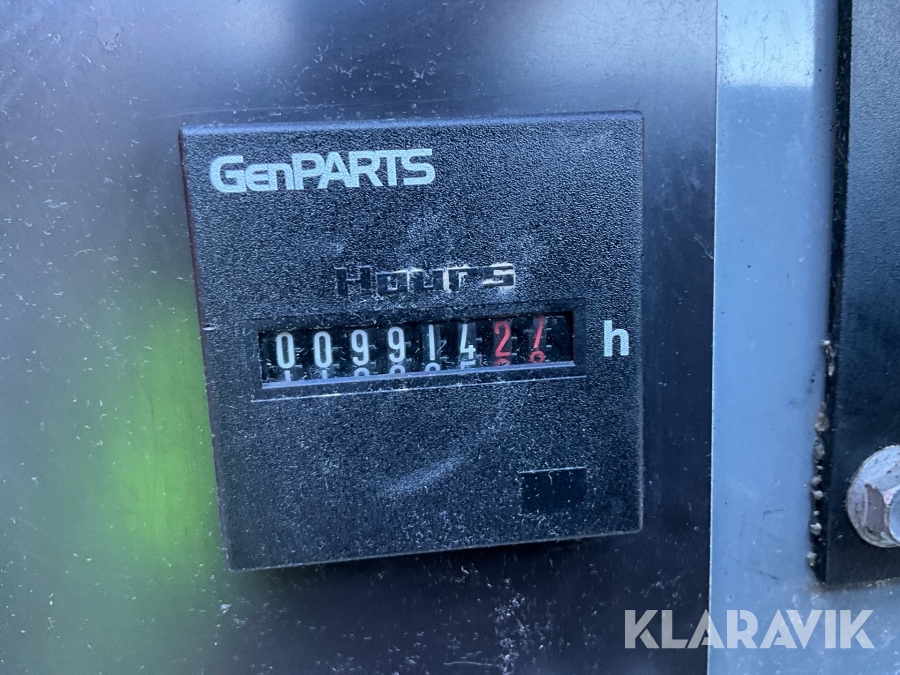 GenPARTS
Hours
00991427 h
KLARAVIK